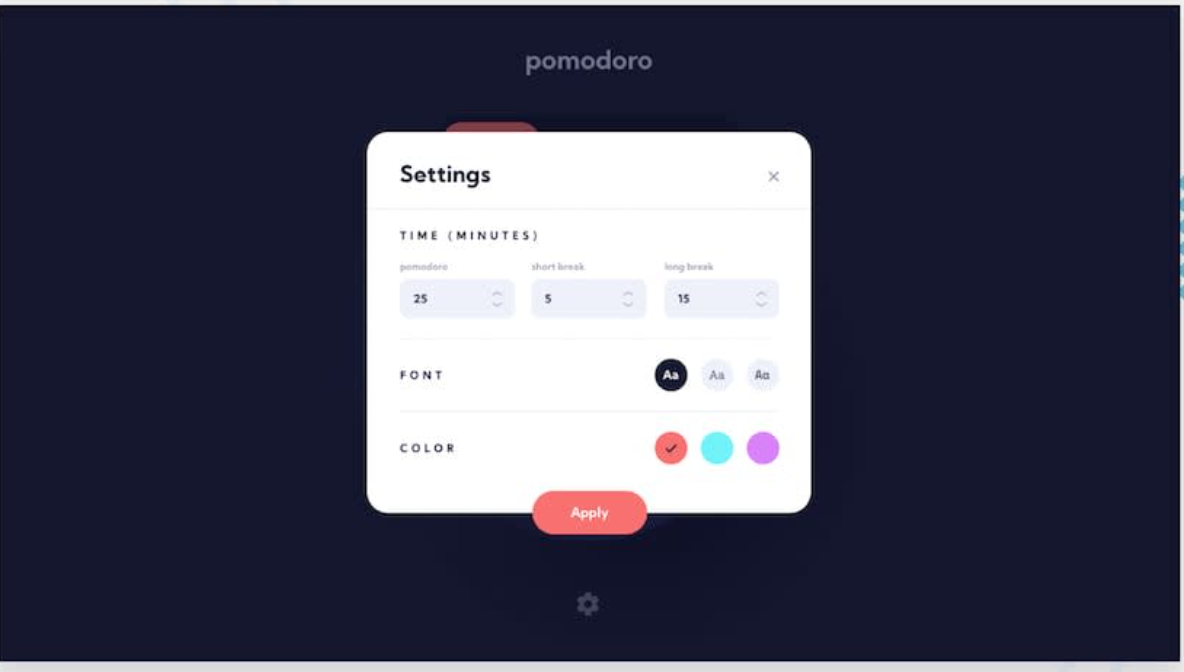 pomodoro
Settings
TIME (MINUTES)
pomodoro short break long break
25 5 15
FONT Aa Aa Aa
COLOR
Apply